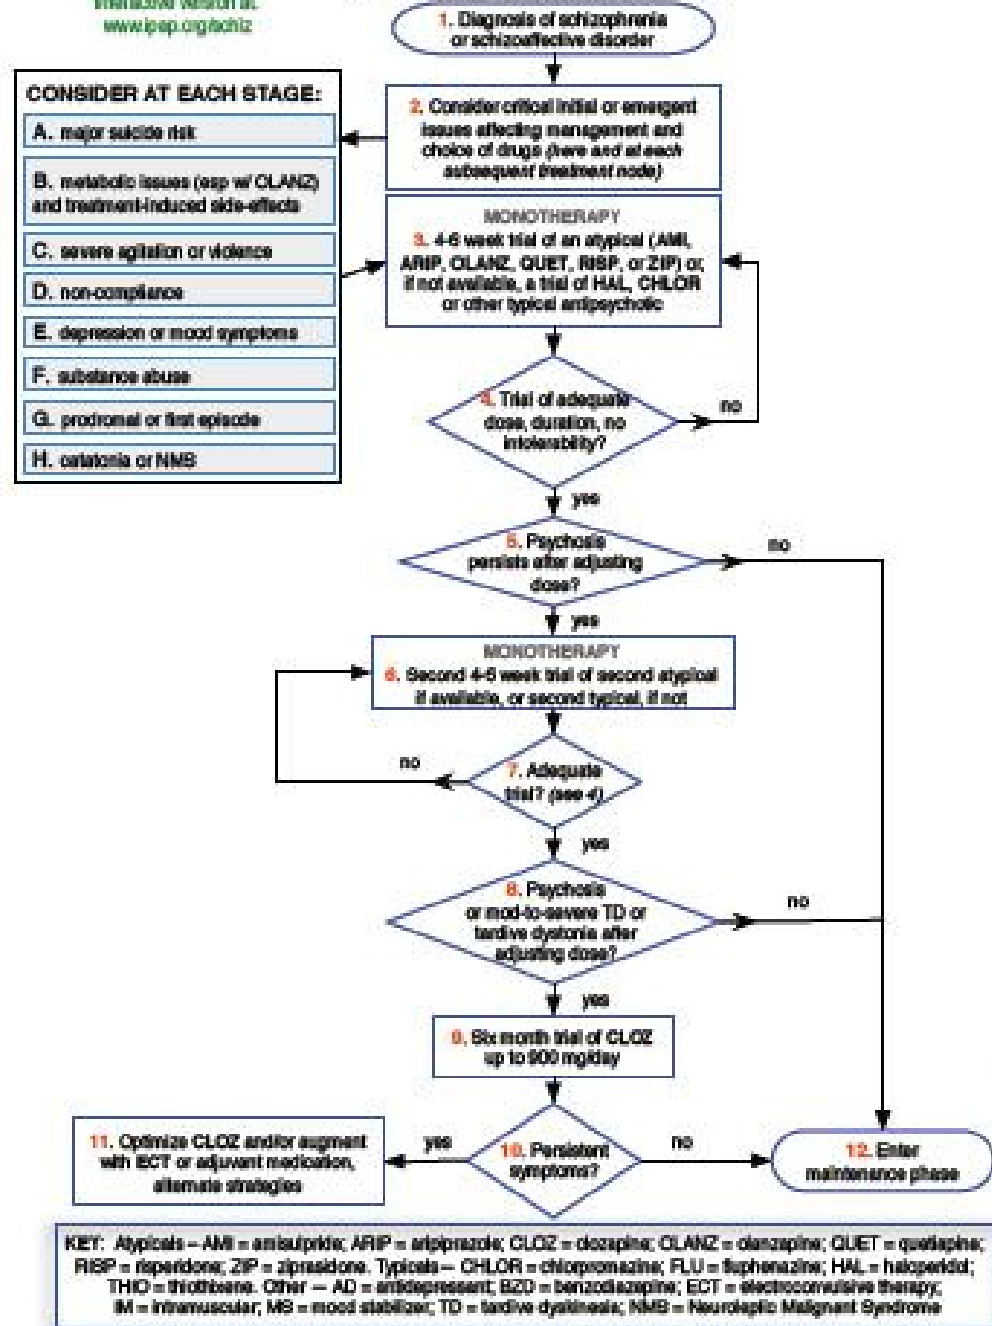 Interactive version at:
www.ipap.org/schiz
1. Diagnosis of schizophrenia
or schizoaffective disorder
CONSIDER AT EACH STAGE:
A. major suicide risk
B. metabolic issues (esp w/ OLANZ)
and treatment-induced side-effects
C. severe agitation or violence
D. non-compliance
E. depression or mood symptoms
F. substance abuse
G. prodromal or first episode
H. catatonia or NMS
2. Consider critical initial or emergent
issues affecting management and
choice of drugs (here and at each
subsequent treatment node)
MONOTHERAPY
3. 4-6 week trial of an atypical (AMI,
ARIP, OLANZ, QUET, RISP, or ZIP) or,
if not available, a trial of HAL, CHLOR
or other typical antipsychotic
4. Trial of adequate
dose, duration, no
intolerability?
no
yes
5. Psychosis
persists after adjusting
dose?
no
yes
MONOTHERAPY
6. Second 4-6 week trial of second atypical
if available, or second typical, if not
7. Adequate
trial? (see 4)
no
yes
8. Psychosis
or mod-to-severe TD or
tardive dystonia after
adjusting dose?
no
yes
9. Six month trial of CLOZ
up to 900 mg/day
10. Persistent
symptoms?
yes
no
11. Optimize CLOZ and/or augment
with ECT or adjuvant medication,
alternate strategies
12. Enter
maintenance phase
KEY: Atypicals – AMI = amisulpride; ARIP = aripiprazole; CLOZ = clozapine; OLANZ = olanzapine; QUET = quetiapine;
RISP = risperidone; ZIP = ziprasidone. Typicals – CHLOR = chlorpromazine; FLU = fluphenazine; HAL = haloperidol;
THIO = thiothixene. Other – AD = antidepressant; BZD = benzodiazepine; ECT = electroconvulsive therapy;
IM = intramuscular; MS = mood stabilizer; TD = tardive dyskinesia; NMS = Neuroleptic Malignant Syndrome